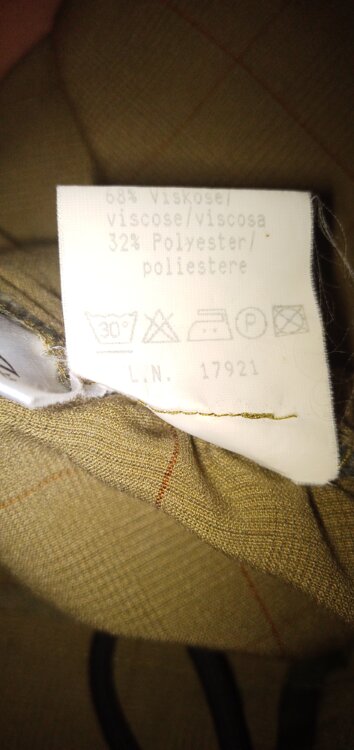 68% Viskose/
viscose/viscosa
32% Polyester/
poliestere
30° P
L.N. 17921